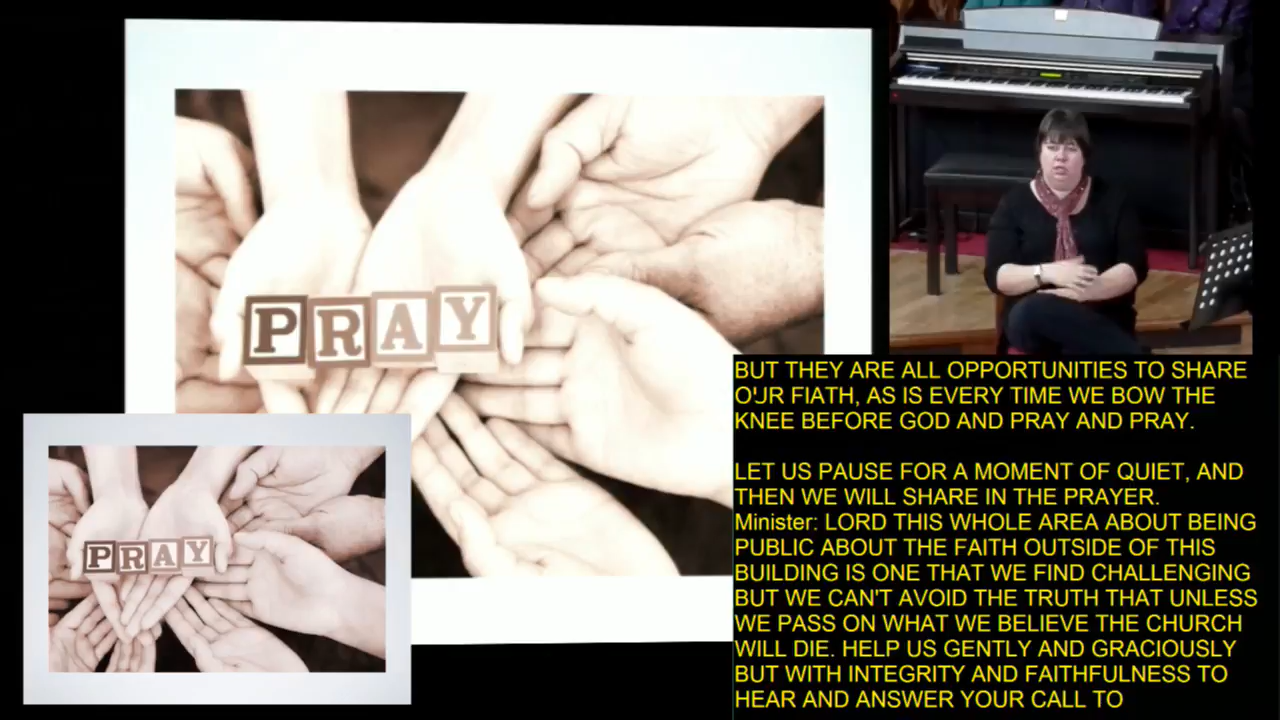 PRAY
PRAY
BUT THEY ARE ALL OPPORTUNITIES TO SHARE
O'JR FIATH, AS IS EVERY TIME WE BOW THE
KNEE BEFORE GOD AND PRAY AND PRAY.
LET US PAUSE FOR A MOMENT OF QUIET, AND
THEN WE WILL SHARE IN THE PRAYER.
Minister: LORD THIS WHOLE AREA ABOUT BEING
PUBLIC ABOUT THE FAITH OUTSIDE OF THIS
BUILDING IS ONE THAT WE FIND CHALLENGING
BUT WE CAN'T AVOID THE TRUTH THAT UNLESS
WE PASS ON WHAT WE BELIEVE THE CHURCH
WILL DIE. HELP US GENTLY AND GRACIOUSLY
BUT WITH INTEGRITY AND FAITHFULNESS TO
HEAR AND ANSWER YOUR CALL TO